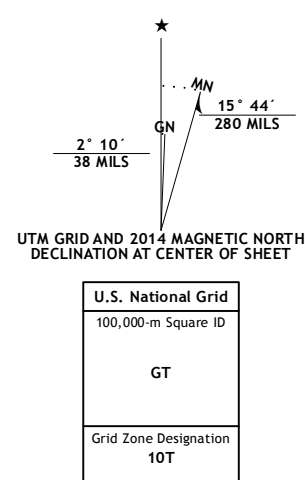 ★
MN
GN
15° 44´
280 MILS
2° 10´
38 MILS
UTM GRID AND 2014 MAGNETIC NORTH
DECLINATION AT CENTER OF SHEET
U.S. National Grid
100,000-m Square ID
GT
Grid Zone Designation
10T